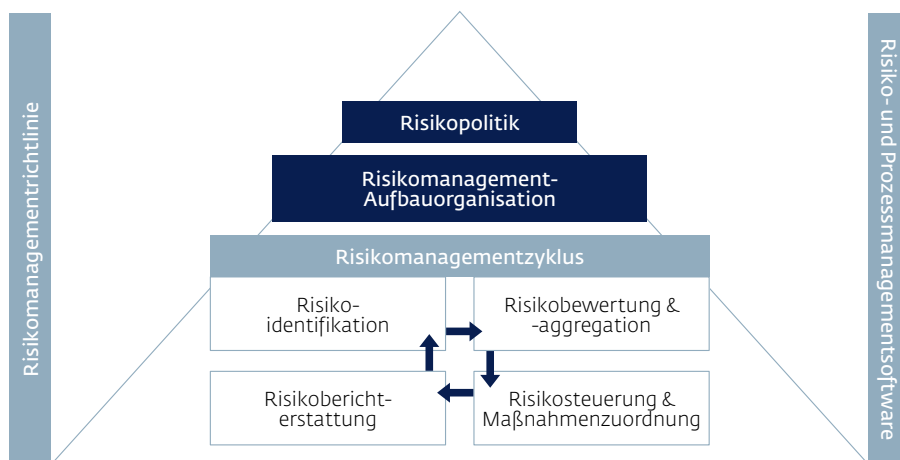 Risikomanagementrichtlinie
Risikopolitik
Risikomanagement-
Aufbauorganisation
Risikomanagementzyklus
Risiko-
identifikation
Risikobewertung &
-aggregation
Risikobericht-
erstattung
Risikosteuerung &
Maßnahmenzuordnung
Risiko- und Prozessmanagementsoftware